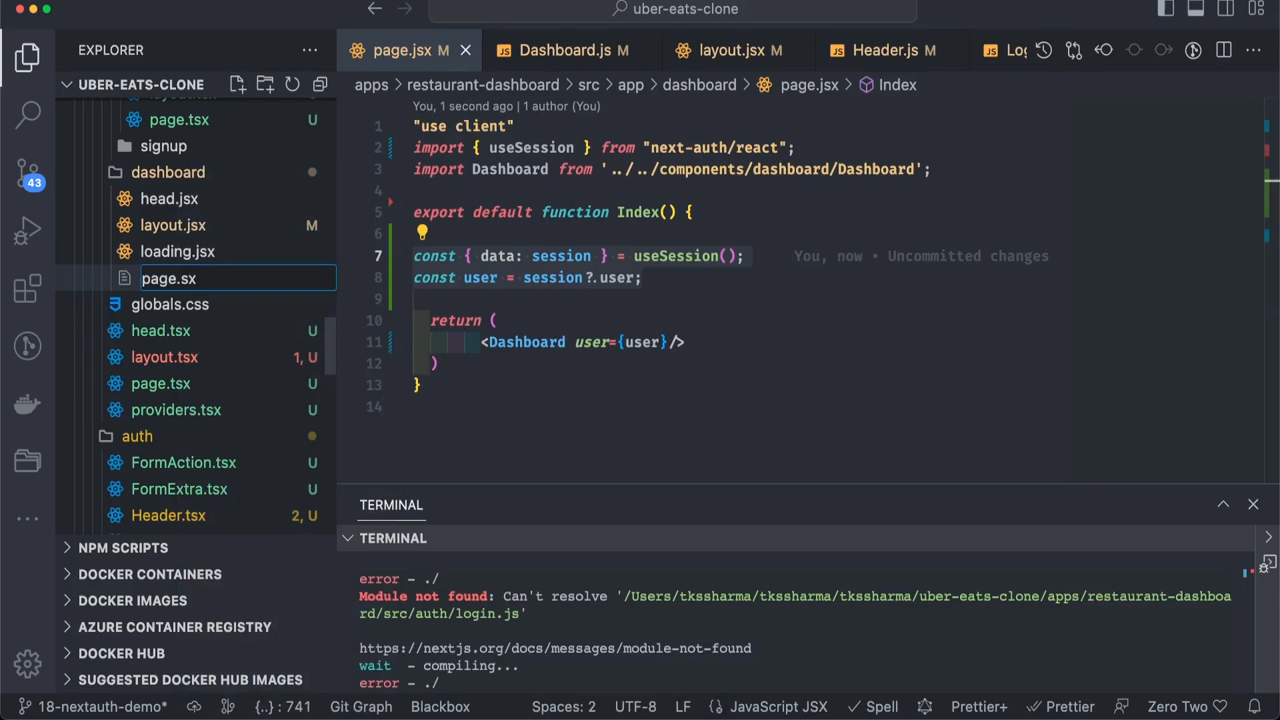 uber-eats-clone
EXPLORER
page.jsx M
Dashboard.js M
layout.jsx M
Header.js M
UBER-EATS-CLONE
apps > restaurant-dashboard > src > app > dashboard > page.jsx > Index
You, 1 second ago | 1 author (You)
page.tsx U
signup
dashboard
head.jsx
layout.jsx M
loading.jsx
page.sx
globals.css
head.tsx U
layout.tsx 1, U
page.tsx U
providers.tsx U
auth
FormAction.tsx U
FormExtra.tsx U
Header.tsx 2, U
NPM SCRIPTS
DOCKER CONTAINERS
DOCKER IMAGES
AZURE CONTAINER REGISTRY
DOCKER HUB
SUGGESTED DOCKER HUB IMAGES
43
1 "use client"
2 import { useSession } from "next-auth/react";
3 import Dashboard from '../../components/dashboard/Dashboard';
4
5 export default function Index() {
6
7 const { data: session } = useSession(); You, now • Uncommitted changes
8 const user = session?.user;
9
10 return (
11 <Dashboard user={user}/>
12 )
13 }
14
TERMINAL
TERMINAL
error - ./
Module not found: Can't resolve '/Users/tkssharma/tkssharma/tkssharma/uber-eats-clone/apps/restaurant-dashboa
rd/src/auth/login.js'
https://nextjs.org/docs/messages/module-not-found
wait - compiling...
error - ./
18-nextauth-demo* {..} : 741 Git Graph Blackbox Spaces: 2 UTF-8 LF {} JavaScript JSX Spell Prettier+ Prettier Zero Two